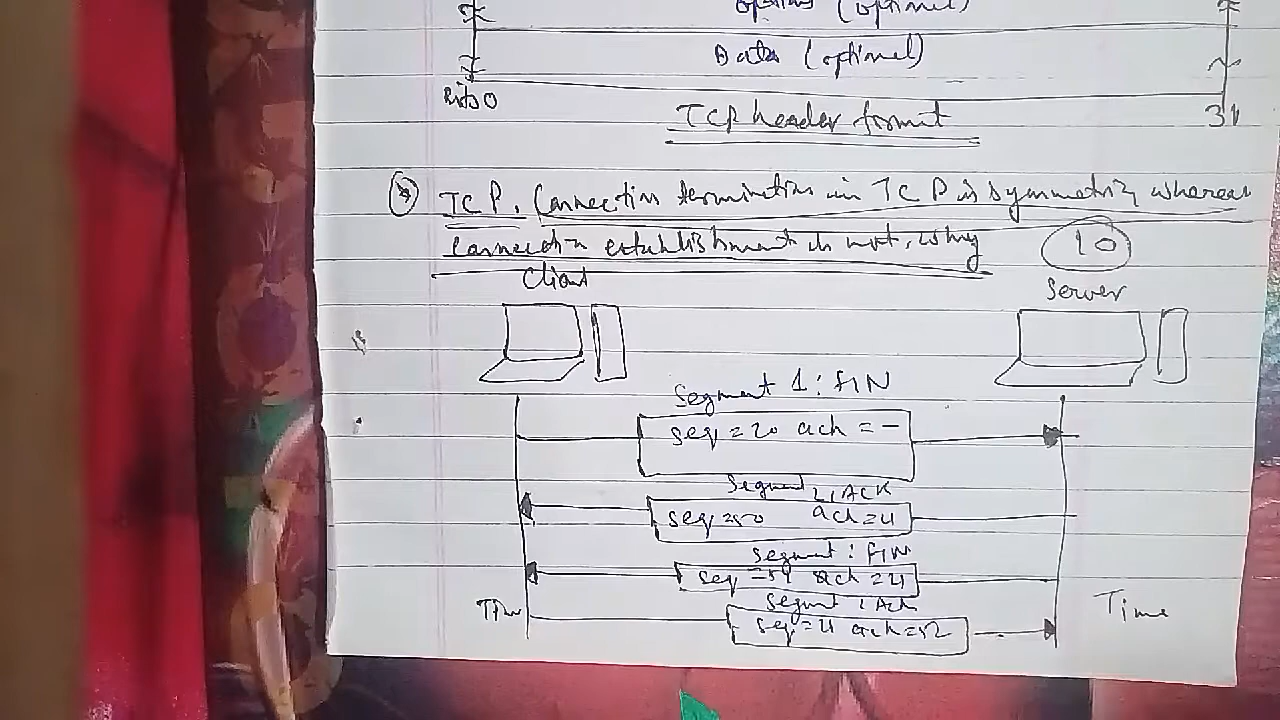 options (optional)
Data (optional)
Bits 0
31
TCP header format
TCP. Connection termination in TCP is symmetric whereas
connection establishment is not, why
10
Client
Server
Segment 1: FIN
seq = 20 ack = -
Segment 2, ACK
seq = 50 ack = 21
Segment : FIN
seq = 51 ack = 21
Segment : Ack
seq = 21 ack = 52
Time
Time